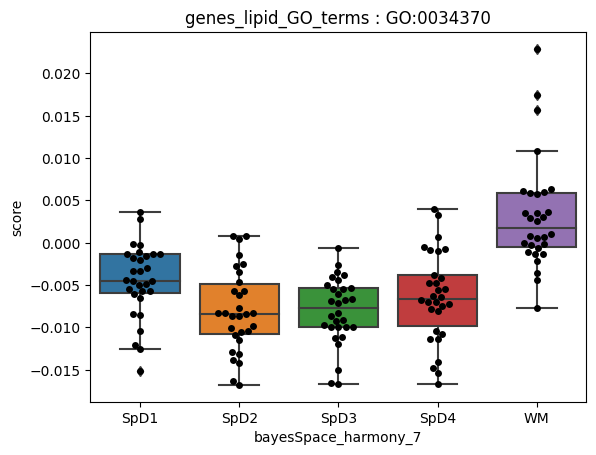 genes_lipid_GO_terms : GO:0034370
0.020
0.015
0.010
0.005
0.000
−0.005
−0.010
−0.015
score
SpD1 SpD2 SpD3 SpD4 WM
bayesSpace_harmony_7